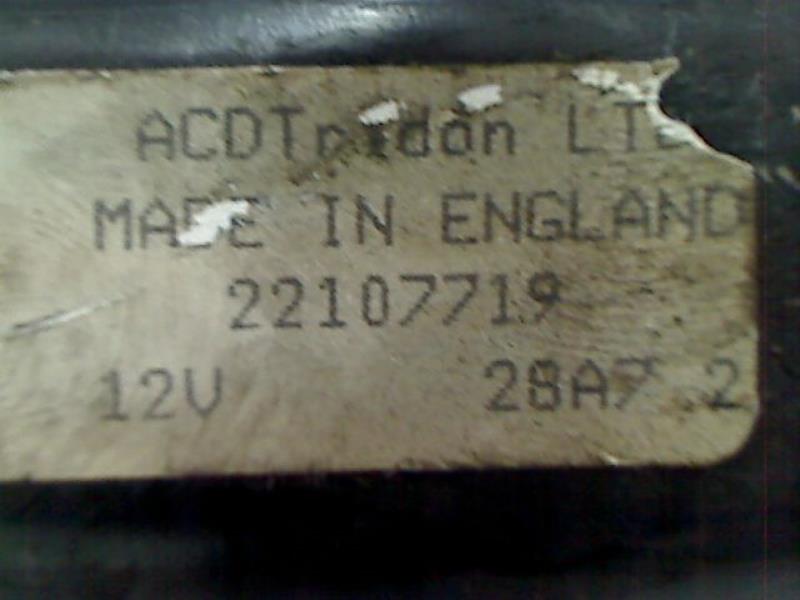 ACDTridon LTD
MADE IN ENGLAND
22107719
12V 28A7 2